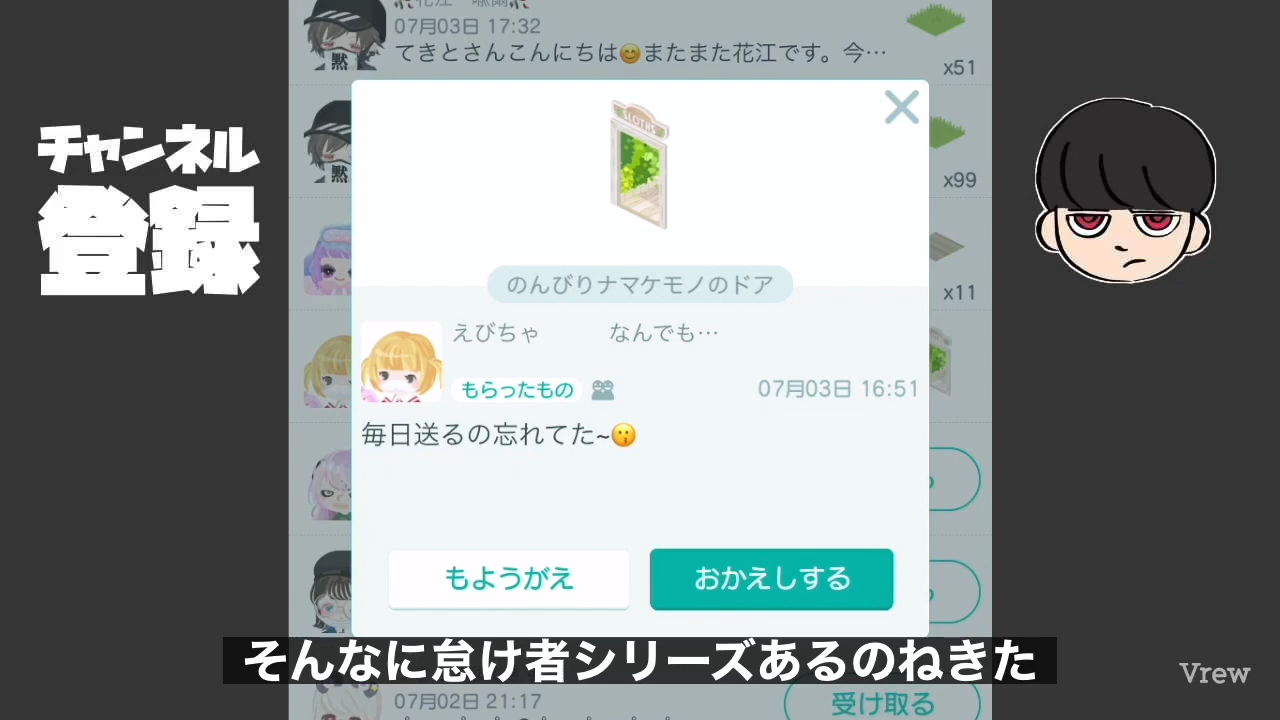 07月03日 17:32
てきとさんこんにちは😊またまた花江です。今…
x51
黙
チャンネル
登録
SLOTHS
黙
x99
のんびりナマケモノのドア
x11
えびちゃ なんでも…
もらったもの 07月03日 16:51
毎日送るの忘れてた~😗
もようがえ おかえしする
そんなに怠け者シリーズあるのねきた
Vrew
07月02日 21:17
受け取る